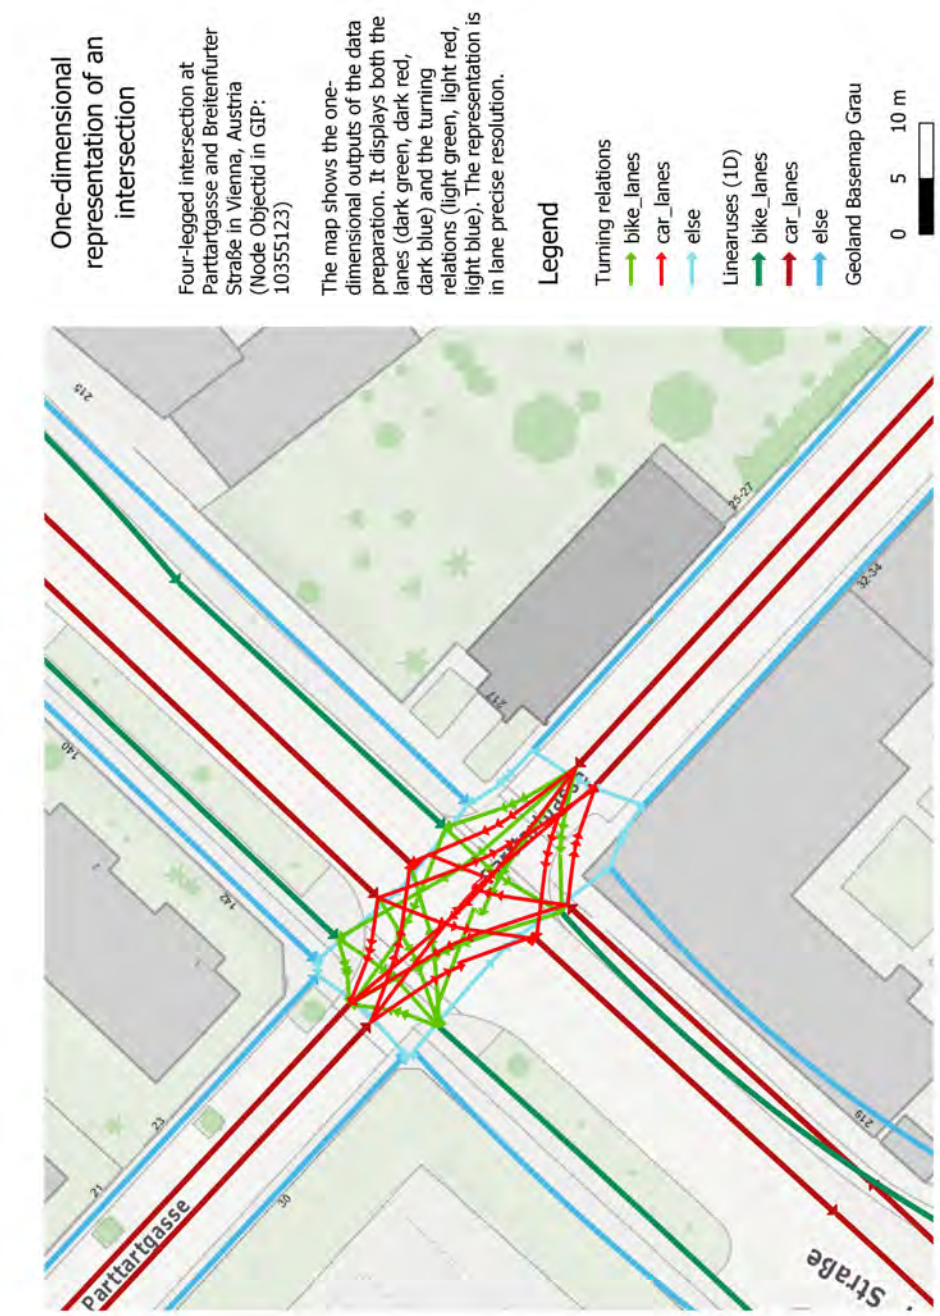 One-dimensional
representation of an
intersection
Four-legged intersection at
Parttartgasse and Breitenfurter
Straße in Vienna, Austria
(Node Objectid in GIP:
10355123)
The map shows the one-
dimensional outputs of the data
preparation. It displays both the
lanes (dark green, dark red,
dark blue) and the turning
relations (light green, light red,
light blue). The representation is
in lane precise resolution.
Legend
Turning relations
bike_lanes
car_lanes
else
Linearuses (1D)
bike_lanes
car_lanes
else
Geoland Basemap Grau
0 5 10 m
215
140
142
217
25-27
32-34
23
21
30
219
Parttartgasse
Straße